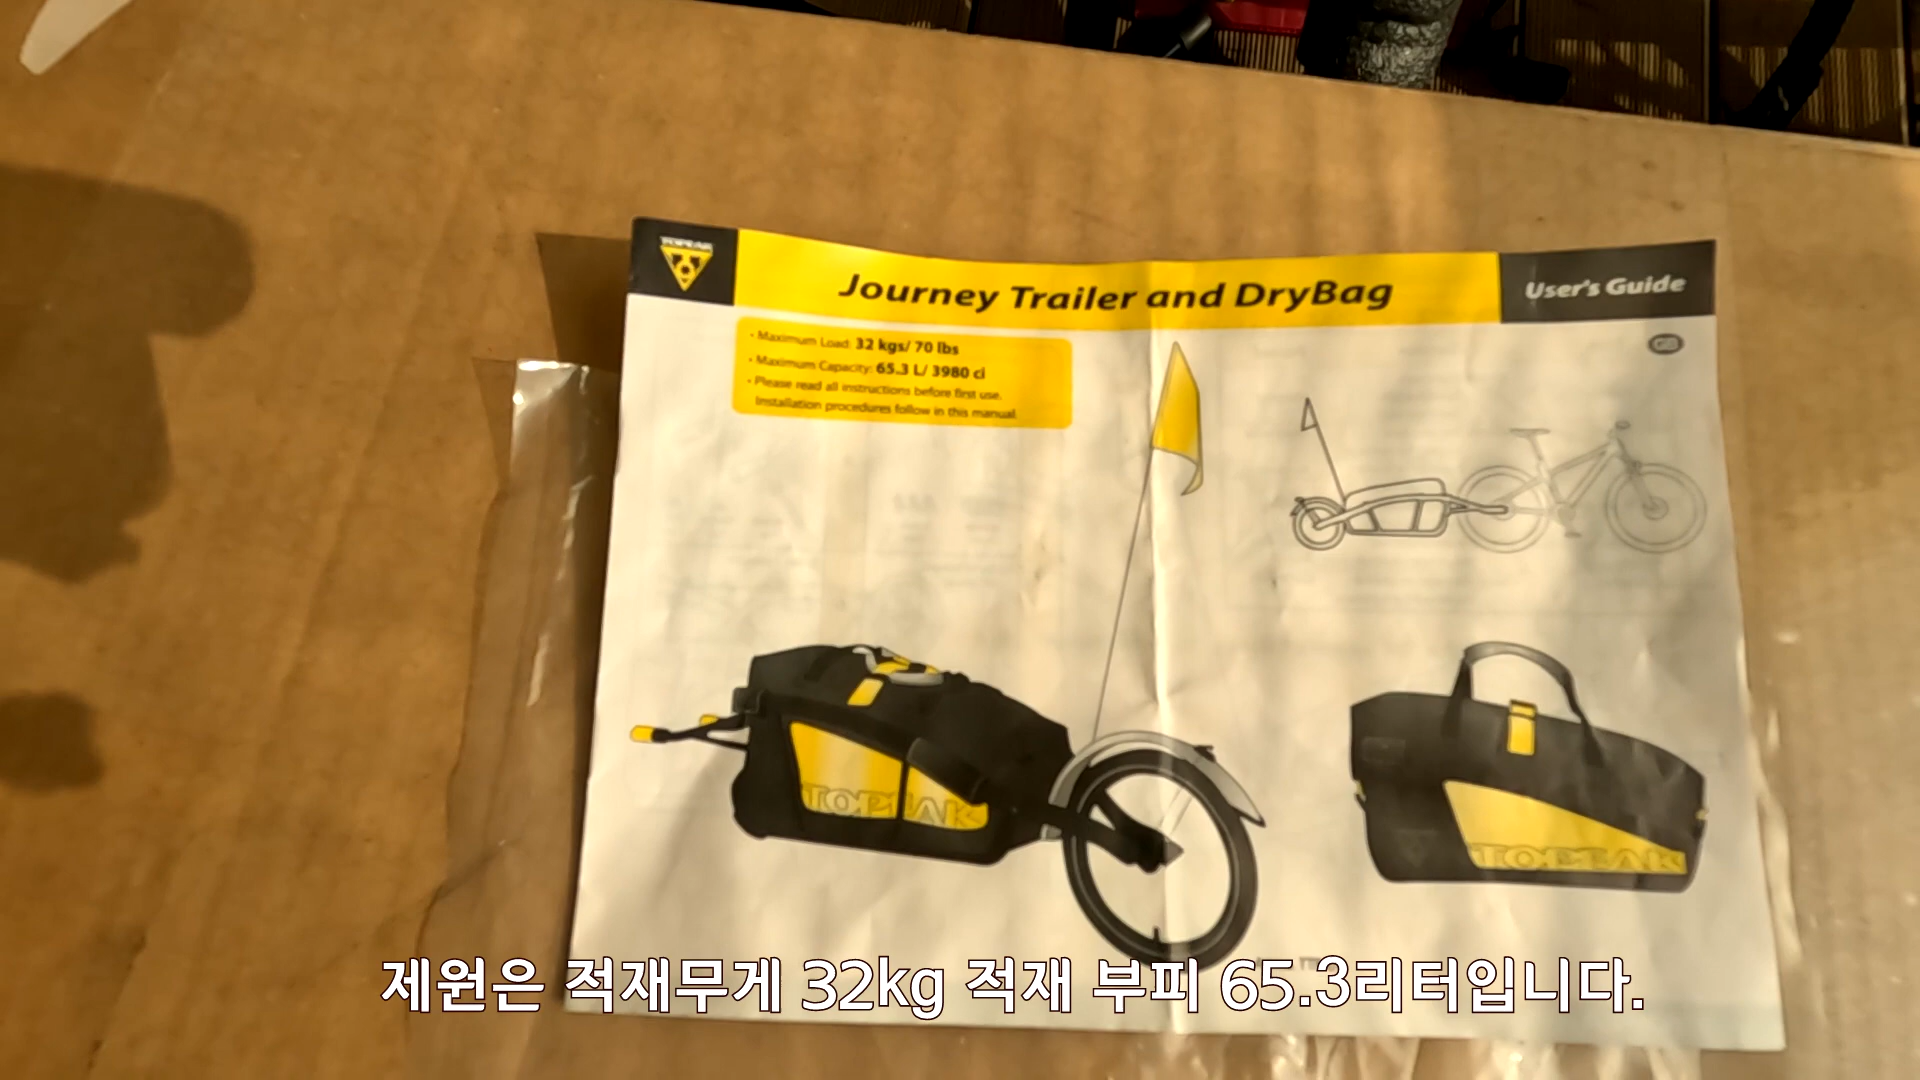 TOPEAK
Journey Trailer and DryBag
User's Guide
GB
• Maximum Load: 32 kgs/ 70 lbs
• Maximum Capacity: 65.3 L/ 3980 ci
• Please read all instructions before first use.
Installation procedures follow in this manual.
TOPEAK
TOPEAK
제원은 적재무게 32kg 적재 부피 65.3리터입니다.